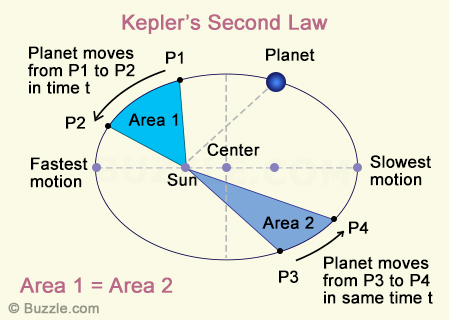 Kepler's Second Law
Planet moves
from P1 to P2
in time t
P1
Planet
P2
Area 1
Fastest
motion
Center
Sun
Slowest
motion
Area 2
P4
P3
Planet moves
from P3 to P4
in same time t
Area 1 = Area 2
© Buzzle.com